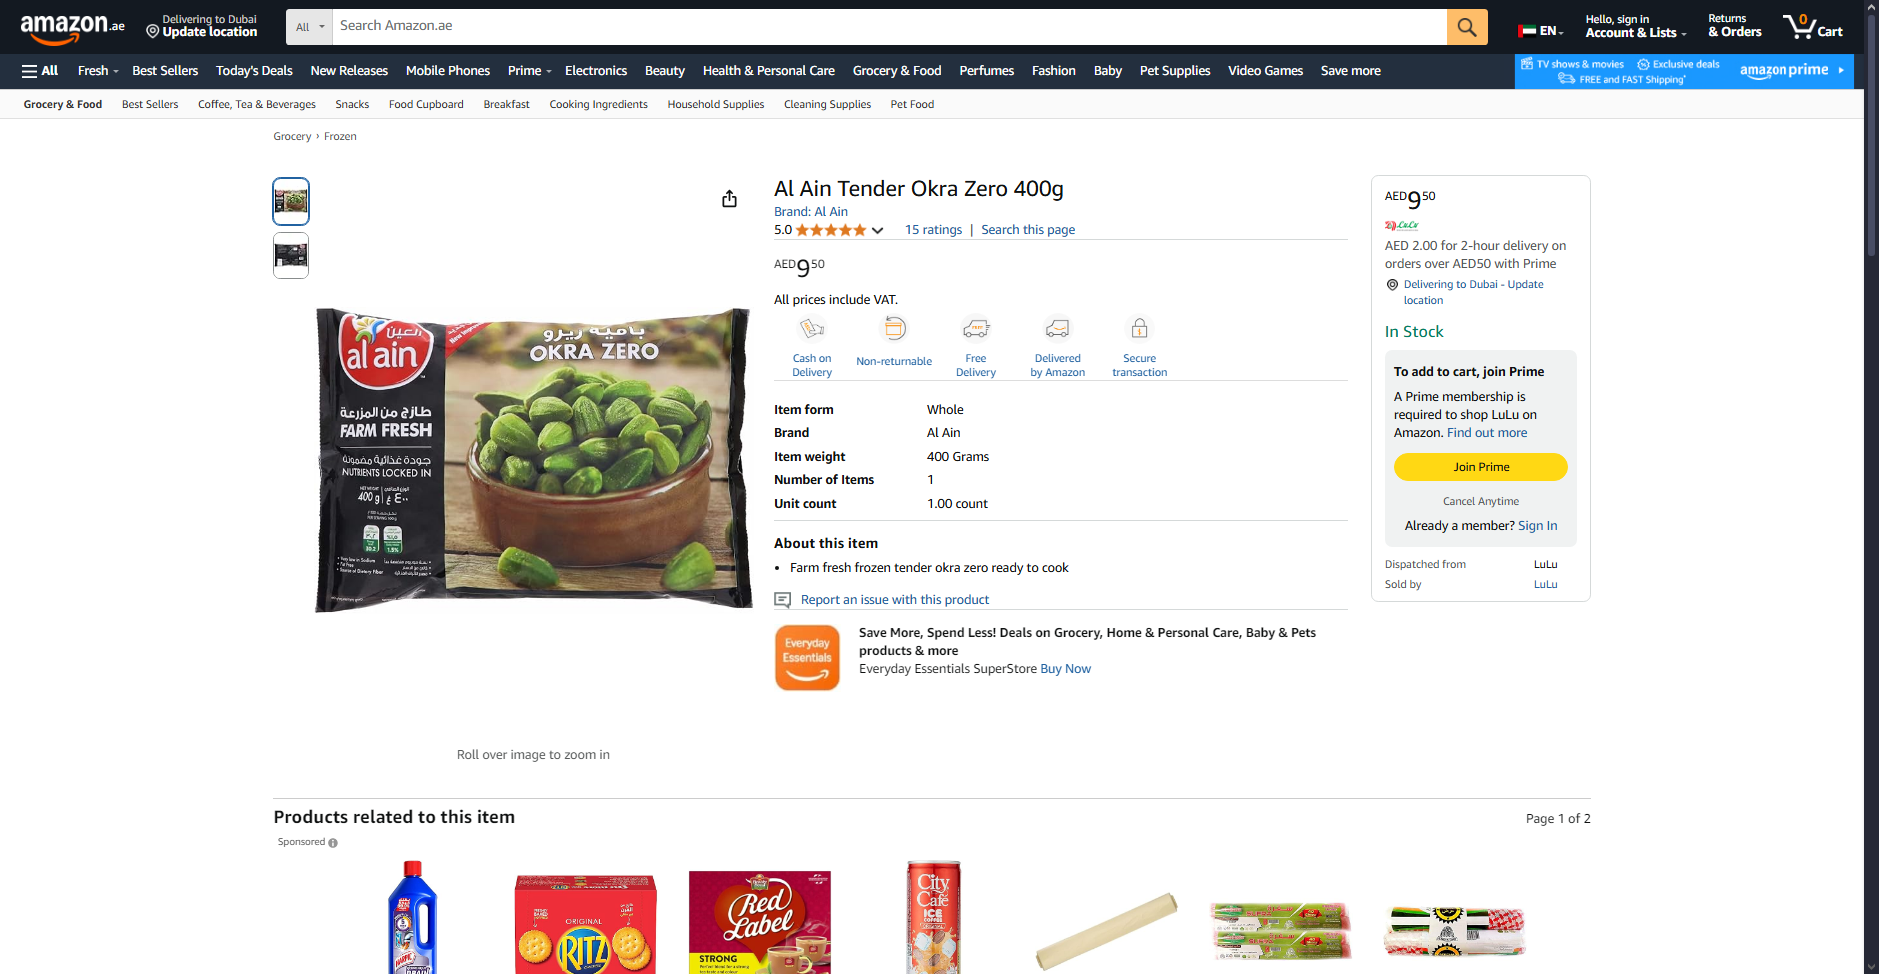 amazon.ae
Delivering to Dubai
Update location
All
Search Amazon.ae
EN
Hello, sign in
Account & Lists
Returns
& Orders
0
Cart
All
Fresh
Best Sellers
Today's Deals
New Releases
Mobile Phones
Prime
Electronics
Beauty
Health & Personal Care
Grocery & Food
Perfumes
Fashion
Baby
Pet Supplies
Video Games
Save more
TV shows & movies
Exclusive deals
FREE and FAST Shipping*
amazon prime
Grocery & Food
Best Sellers
Coffee, Tea & Beverages
Snacks
Food Cupboard
Breakfast
Cooking Ingredients
Household Supplies
Cleaning Supplies
Pet Food
Grocery › Frozen
العين
al ain
بامية زيرو
OKRA ZERO
طازج من المزرعة
FARM FRESH
جودة غذائية مضمونة
NUTRIENTS LOCKED IN
400 g
٤٠٠ غ
Roll over image to zoom in
Al Ain Tender Okra Zero 400g
Brand: Al Ain
5.0
15 ratings | Search this page
AED9 50
All prices include VAT.
Cash on
Delivery
Non-returnable
Free
Delivery
Delivered
by Amazon
Secure
transaction
Item form Whole
Brand Al Ain
Item weight 400 Grams
Number of Items 1
Unit count 1.00 count
About this item
• Farm fresh frozen tender okra zero ready to cook
Report an issue with this product
Everyday
Essentials
Save More, Spend Less! Deals on Grocery, Home & Personal Care, Baby & Pets
products & more
Everyday Essentials SuperStore Buy Now
AED9 50
LuLu
AED 2.00 for 2-hour delivery on
orders over AED50 with Prime
Delivering to Dubai - Update
location
In Stock
To add to cart, join Prime
A Prime membership is
required to shop LuLu on
Amazon. Find out more
Join Prime
Cancel Anytime
Already a member? Sign In
Dispatched from LuLu
Sold by LuLu
Products related to this item
Page 1 of 2
Sponsored
ORIGINAL
RITZ
Red
Label
STRONG
City
Café
ICE
COFFEE